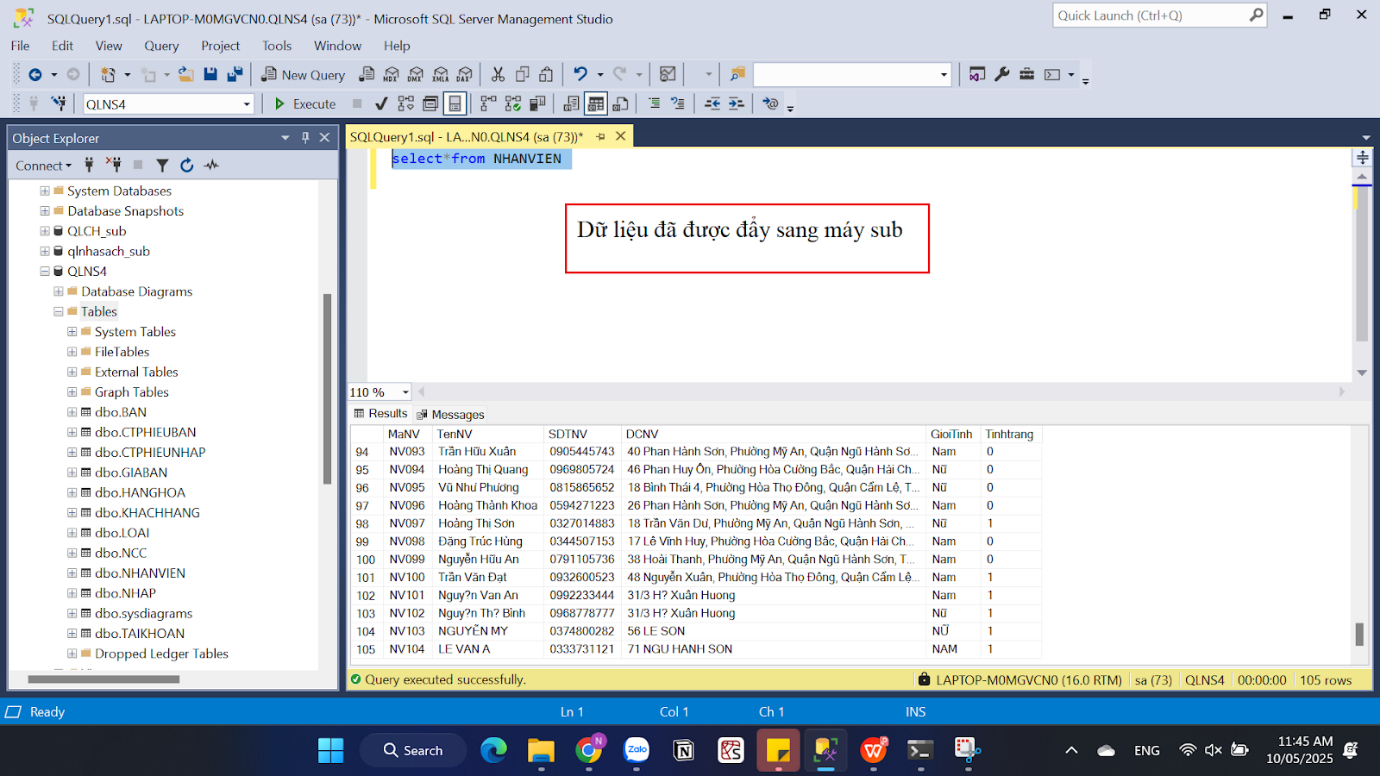 SQLQuery1.sql - LAPTOP-M0MGVCN0.QLNS4 (sa (73))* - Microsoft SQL Server Management Studio
Quick Launch (Ctrl+Q)
File Edit View Query Project Tools Window Help
New Query
MDX DMX XMLA DAX
QLNS4
Execute
Object Explorer
SQLQuery1.sql - LA...N0.QLNS4 (sa (73))*
Connect
System Databases
Database Snapshots
QLCH_sub
qlnhasach_sub
QLNS4
Database Diagrams
Tables
System Tables
FileTables
External Tables
Graph Tables
dbo.BAN
dbo.CTPHIEUBAN
dbo.CTPHIEUNHAP
dbo.GIABAN
dbo.HANGHOA
dbo.KHACHHANG
dbo.LOAI
dbo.NCC
dbo.NHANVIEN
dbo.NHAP
dbo.sysdiagrams
dbo.TAIKHOAN
Dropped Ledger Tables
select*from NHANVIEN
Dữ liệu đã được đẩy sang máy sub
110 %
Results Messages
MaNV TenNV SDTNV DCNV GioiTinh Tinhtrang
94 NV093 Trần Hữu Xuân 0905445743 40 Phan Hành Sơn, Phường Mỹ An, Quận Ngũ Hành Sơ... Nam 0
95 NV094 Hoàng Thị Quang 0969805724 46 Phan Huy Ôn, Phường Hòa Cường Bắc, Quận Hải Ch... Nữ 0
96 NV095 Vũ Như Phương 0815865652 18 Bình Thái 4, Phường Hòa Thọ Đông, Quận Cẩm Lệ, T... Nữ 0
97 NV096 Hoàng Thành Khoa 0594271223 26 Phan Hành Sơn, Phường Mỹ An, Quận Ngũ Hành Sơ... Nam 0
98 NV097 Hoàng Thị Sơn 0327014883 18 Trần Văn Dư, Phường Mỹ An, Quận Ngũ Hành Sơn, ... Nữ 1
99 NV098 Đặng Trúc Hùng 0344507153 17 Lê Vĩnh Huy, Phường Hòa Cường Bắc, Quận Hải Ch... Nam 0
100 NV099 Nguyễn Hữu An 0791105736 38 Hoài Thanh, Phường Mỹ An, Quận Ngũ Hành Sơn, T... Nam 0
101 NV100 Trần Văn Đạt 0932600523 48 Nguyễn Xuân, Phường Hòa Thọ Đông, Quận Cẩm Lệ... Nam 1
102 NV101 Nguy?n Van An 0992233444 31/3 H? Xuân Huong Nam 1
103 NV102 Nguy?n Th? Bình 0968778777 31/3 H? Xuân Huong Nữ 1
104 NV103 NGUYỄN MY 0374800282 56 LE SON NỮ 1
105 NV104 LE VAN A 0333731121 71 NGU HANH SON NAM 1
Query executed successfully. LAPTOP-M0MGVCN0 (16.0 RTM) sa (73) QLNS4 00:00:00 105 rows
Ready Ln 1 Col 1 Ch 1 INS
Search Zalo ENG 11:45 AM
10/05/2025